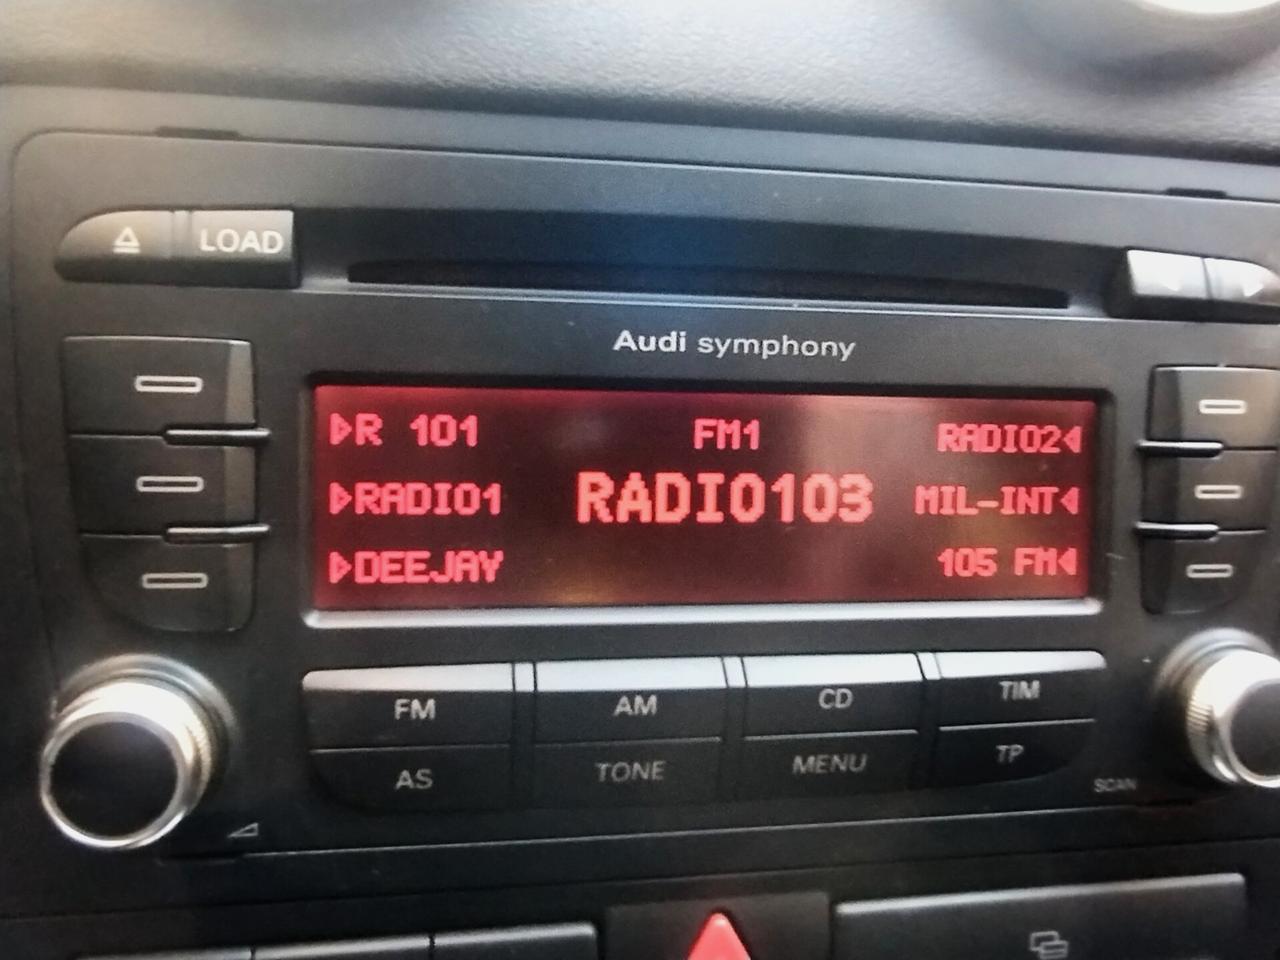 LOAD
Audi symphony
R 101 FM1 RADIO2
RADIO1 RADIO103 MIL-INT
DEEJAY 105 FM
FM AM CD TIM
AS TONE MENU TP
SCAN